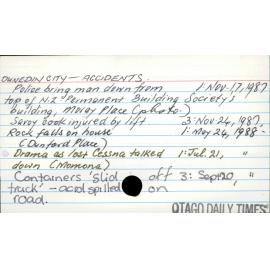 DUNEDIN CITY - ACCIDENTS.
Police bring man down from 1: Nov. 17, 1987
top of N.Z. Permanent Building Society's
building, Moray Place (photo)
Savoy cook injured by lift 3: Nov 24, 1987
Rock falls on house 1: May 24, 1988 -
(Dunford Place)
Drama as lost Cessna talked 1: Jul. 21, "
down (Momona)
Containers 'slid off 3: Sept 20, "
truck' - acid spilled on
road.
OTAGO DAILY TIMES